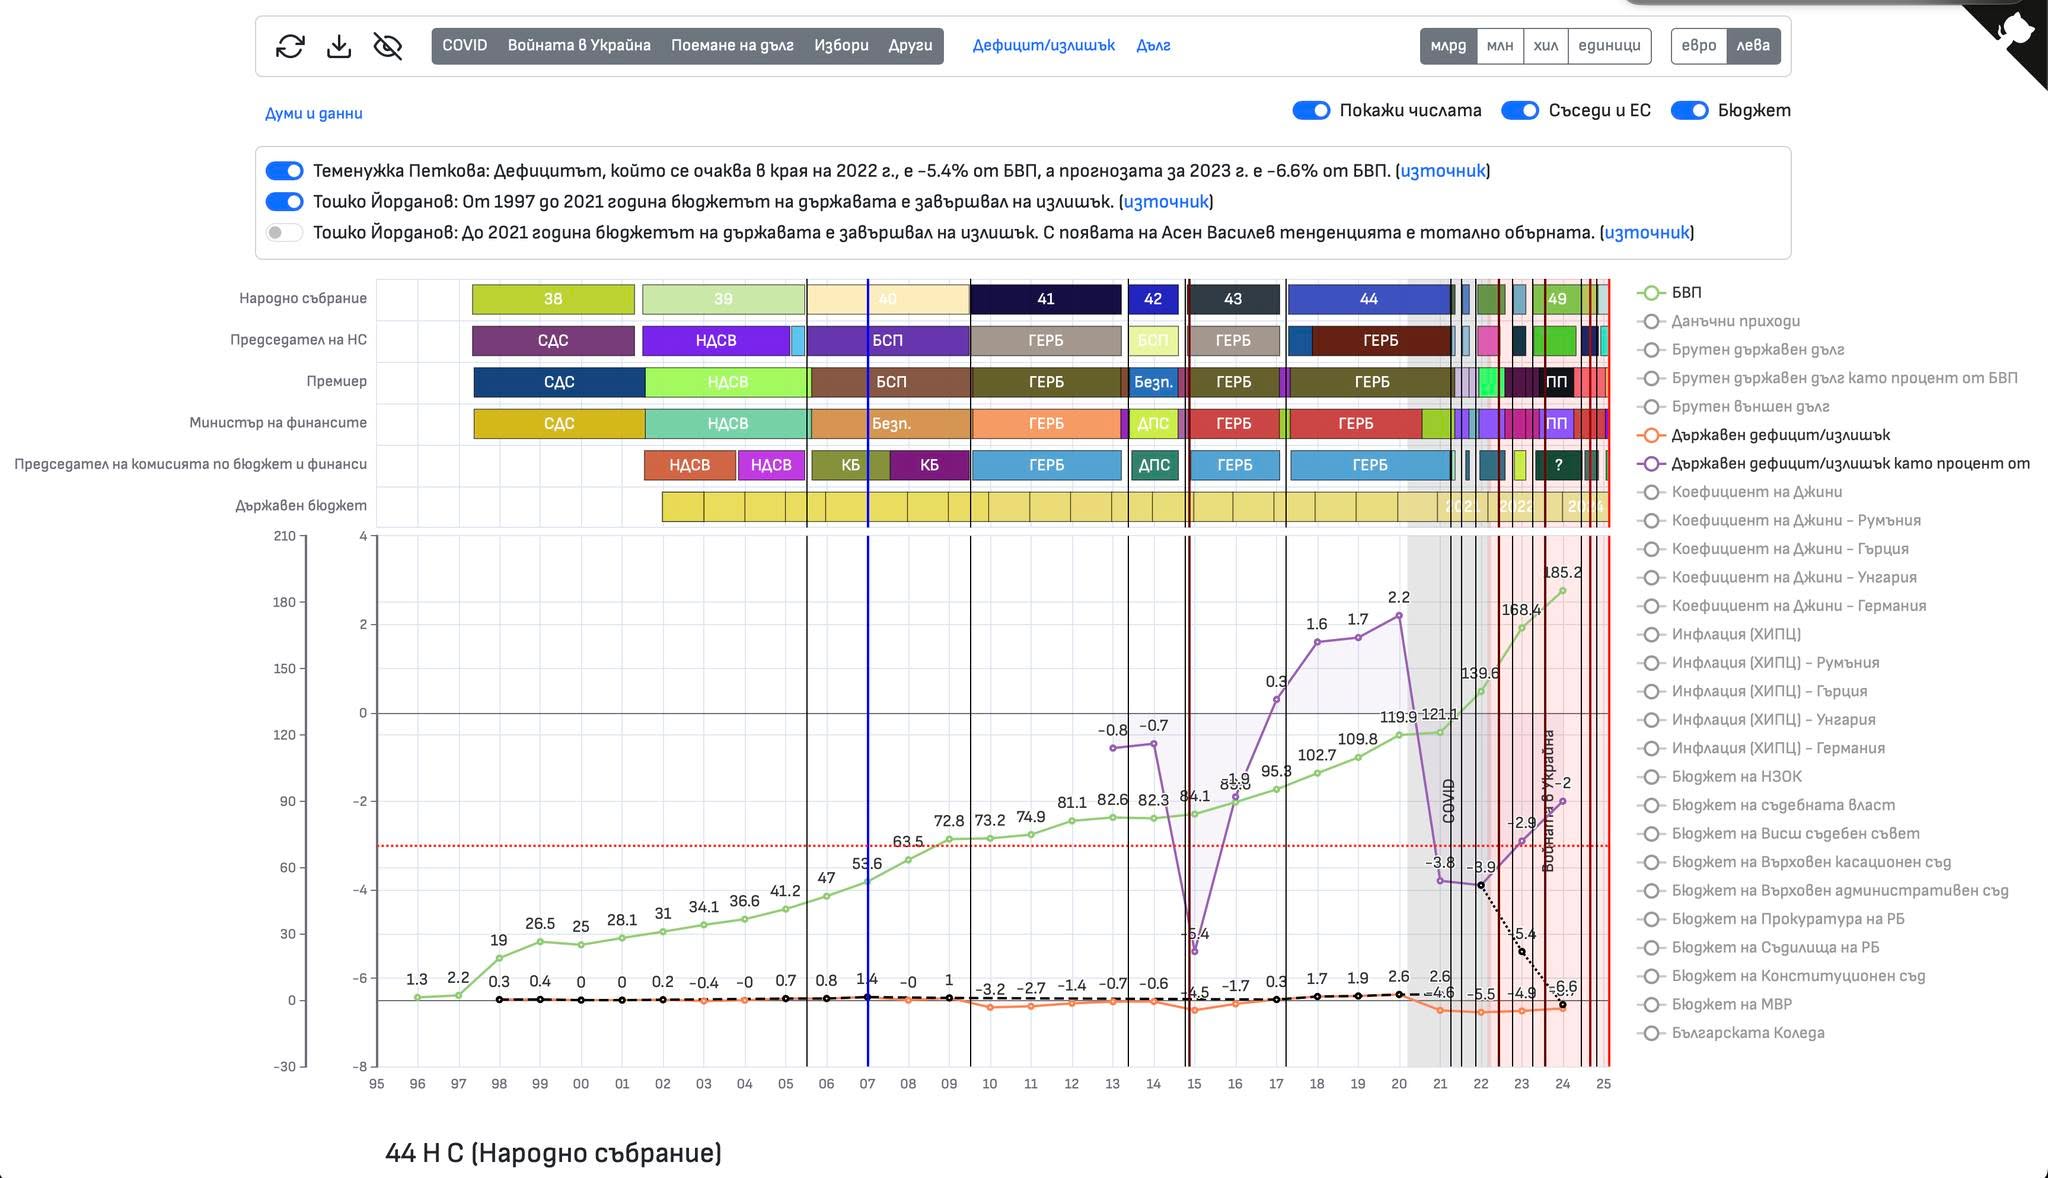 COVID Войната в Украйна Поемане на дълг Избори Други Дефицит/излишък Дълг млрд млн хил единици евро лева
Думи и данни
Покажи числата Съседи и ЕС Бюджет
Теменужка Петкова: Дефицитът, който се очаква в края на 2022 г., е -5.4% от БВП, а прогнозата за 2023 г. е -6.6% от БВП. (източник)
Тошко Йорданов: От 1997 до 2021 година бюджетът на държавата е завършвал на излишък. (източник)
Тошко Йорданов: До 2021 година бюджетът на държавата е завършвал на излишък. С появата на Асен Василев тенденцията е тотално обърната. (източник)
Народно събрание 38 39 40 41 42 43 44 49
Председател на НС СДС НДСВ БСП ГЕРБ БСП ГЕРБ ГЕРБ
Премиер СДС НДСВ БСП ГЕРБ Безп. ГЕРБ ГЕРБ ПП
Министър на финансите СДС НДСВ Безп. ГЕРБ ДПС ГЕРБ ГЕРБ ПП
Председател на комисията по бюджет и финанси НДСВ НДСВ КБ КБ ГЕРБ ДПС ГЕРБ ГЕРБ ?
Държавен бюджет 2021 2022 2024
БВП
Данъчни приходи
Брутен държавен дълг
Брутен държавен дълг като процент от БВП
Брутен външен дълг
Държавен дефицит/излишък
Държавен дефицит/излишък като процент от
Коефициент на Джини
Коефициент на Джини - Румъния
Коефициент на Джини - Гърция
Коефициент на Джини - Унгария
Коефициент на Джини - Германия
Инфлация (ХИПЦ)
Инфлация (ХИПЦ) - Румъния
Инфлация (ХИПЦ) - Гърция
Инфлация (ХИПЦ) - Унгария
Инфлация (ХИПЦ) - Германия
Бюджет на НЗОК
Бюджет на съдебната власт
Бюджет на Висш съдебен съвет
Бюджет на Върховен касационен съд
Бюджет на Върховен административен съд
Бюджет на Прокуратура на РБ
Бюджет на Съдилища на РБ
Бюджет на Конституционен съд
Бюджет на МВР
Българската Коледа
210 180 150 120 90 60 30 0 -30
4 2 0 -2 -4 -6 -8
1.3 2.2 19 26.5 25 28.1 31 34.1 36.6 41.2 47 53.6 63.5 72.8 73.2 74.9 81.1 82.6 82.3 84.1 95.3 102.7 109.8 119.9 121.1 139.6 168.4 185.2
-0.8 -0.7 -5.4 -1.9 0.3 1.6 1.7 2.2 -3.8 -3.9 -2.9 -2
-5.4 -6.6
0.3 0.4 0 0 0.2 -0.4 -0 0.7 0.8 1.4 -0 1 -3.2 -2.7 -1.4 -0.7 -0.6 -4.5 -1.7 0.3 1.7 1.9 2.6 2.6
-4.6 -5.5 -4.9
COVID
Войната в Украйна
95 96 97 98 99 00 01 02 03 04 05 06 07 08 09 10 11 12 13 14 15 16 17 18 19 20 21 22 23 24 25
44 Н С (Народно събрание)